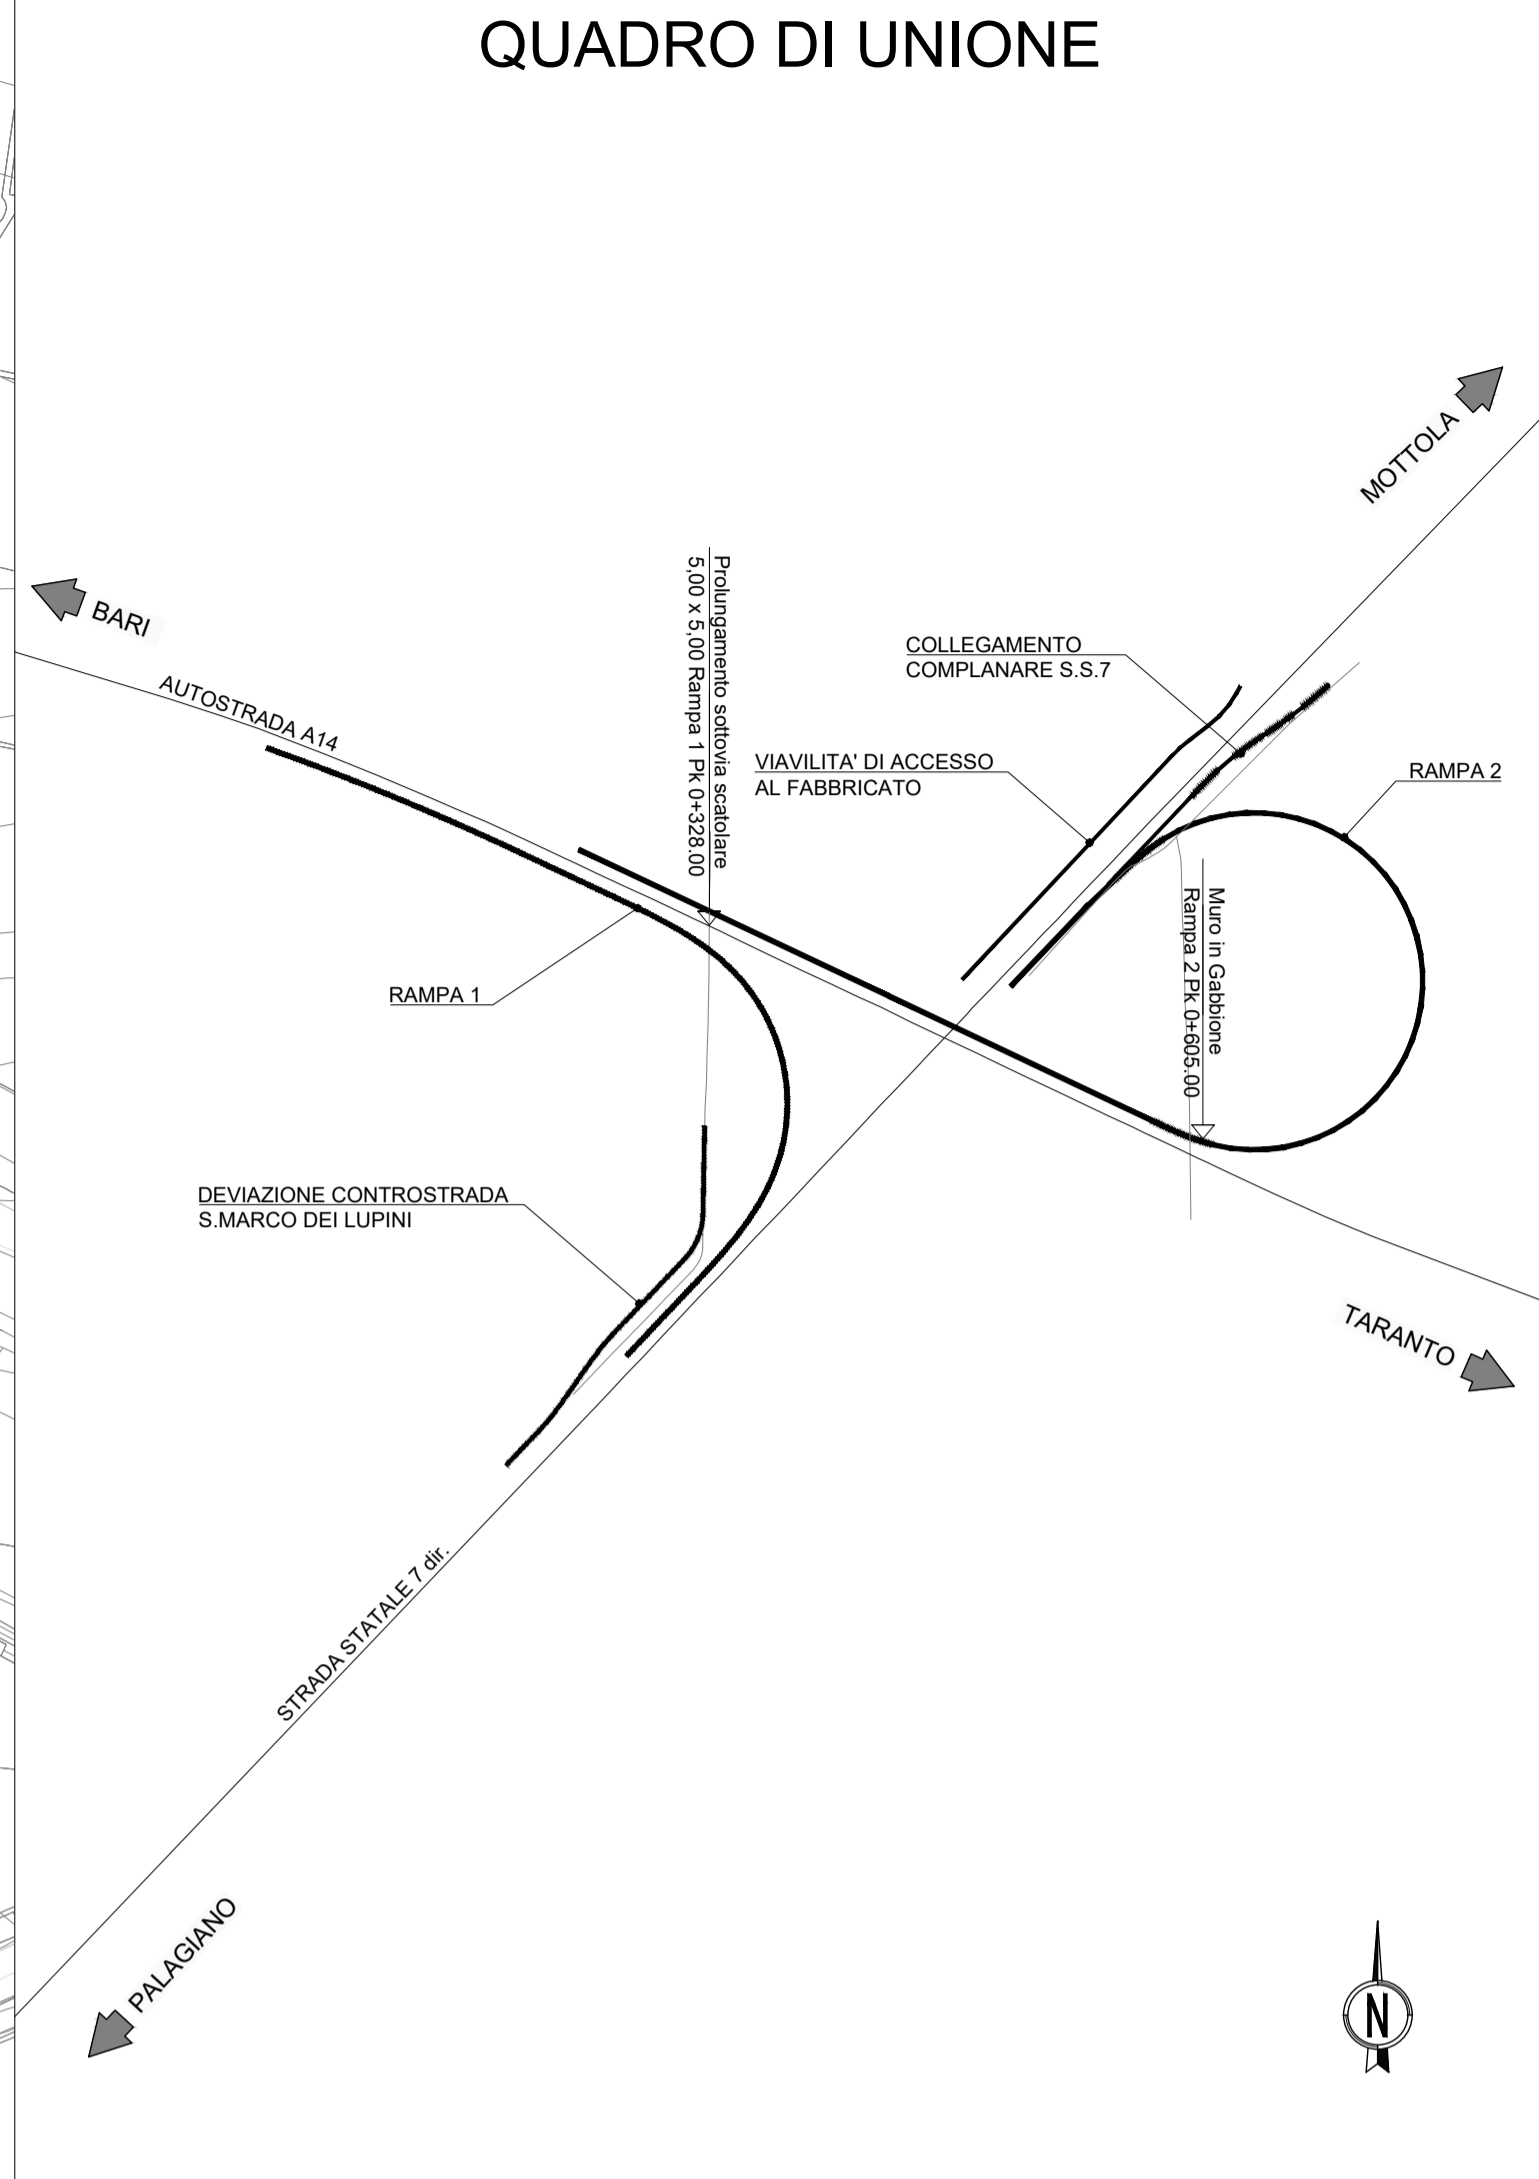 QUADRO DI UNIONE
MOTTOLA
BARI
AUTOSTRADA A14
Prolungamento sottovia scatolare
5,00 x 5,00 Rampa 1 Pk 0+328.00
COLLEGAMENTO
COMPLANARE S.S.7
VIAVILITA' DI ACCESSO
AL FABBRICATO
RAMPA 2
Muro in Gabbione
Rampa 2 Pk 0+605.00
RAMPA 1
DEVIAZIONE CONTROSTRADA
S.MARCO DEI LUPINI
TARANTO
STRADA STATALE 7 dir.
PALAGIANO
N